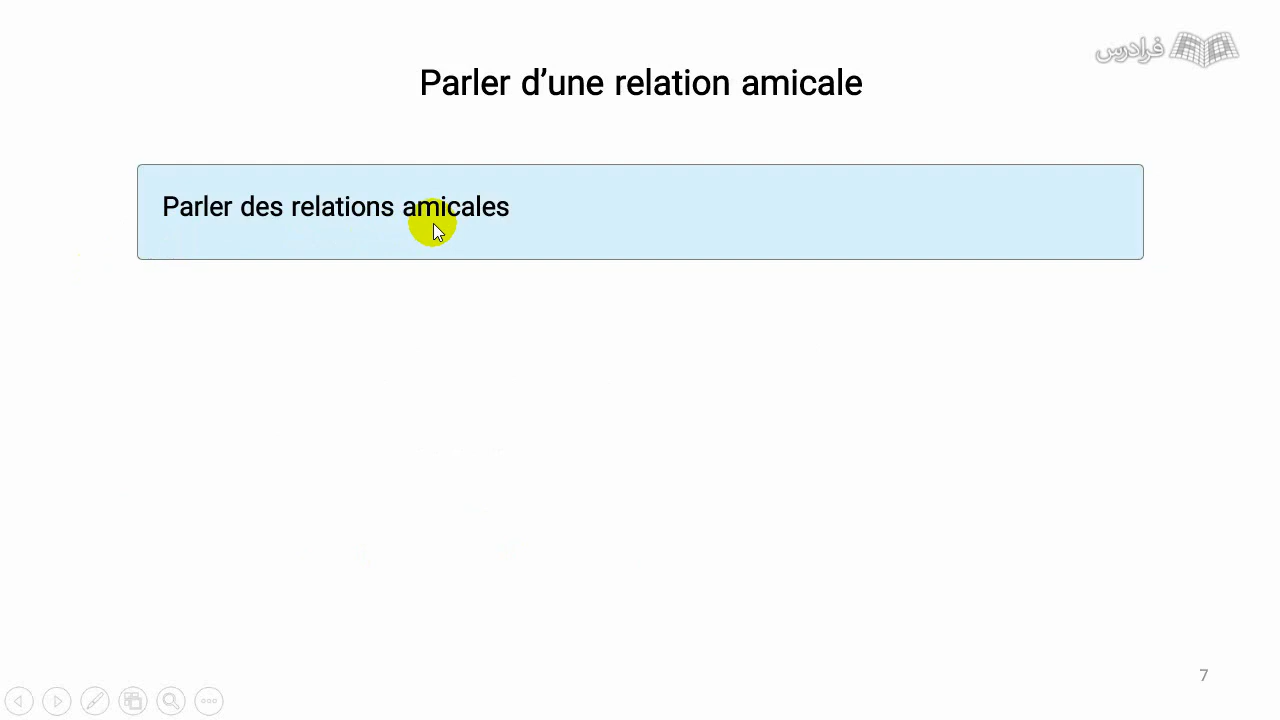 فرادرس
Parler d’une relation amicale
Parler des relations amicales
7